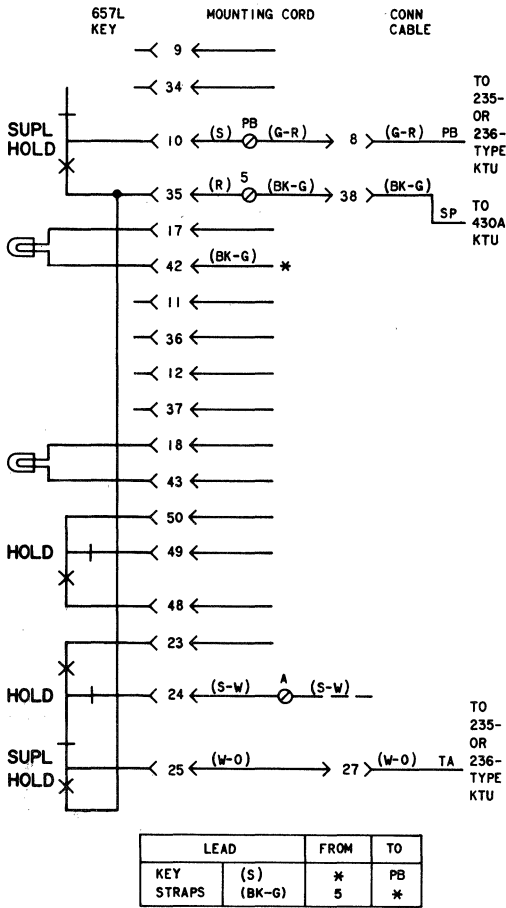 657L KEY MOUNTING CORD CONN CABLE
9
34
SUPL HOLD
10 (S) PB (G-R) 8 (G-R) PB
TO 235- OR 236- TYPE KTU
35 (R) 5 (BK-G) 38 (BK-G) SP
TO 430A KTU
17
42 (BK-G) *
11
36
12
37
18
43
50
HOLD 49
48
23
HOLD 24 (S-W) A (S-W)
SUPL HOLD
25 (W-O) 27 (W-O) TA
TO 235- OR 236- TYPE KTU
LEAD FROM TO
KEY (S) * PB
STRAPS (BK-G) 5 *